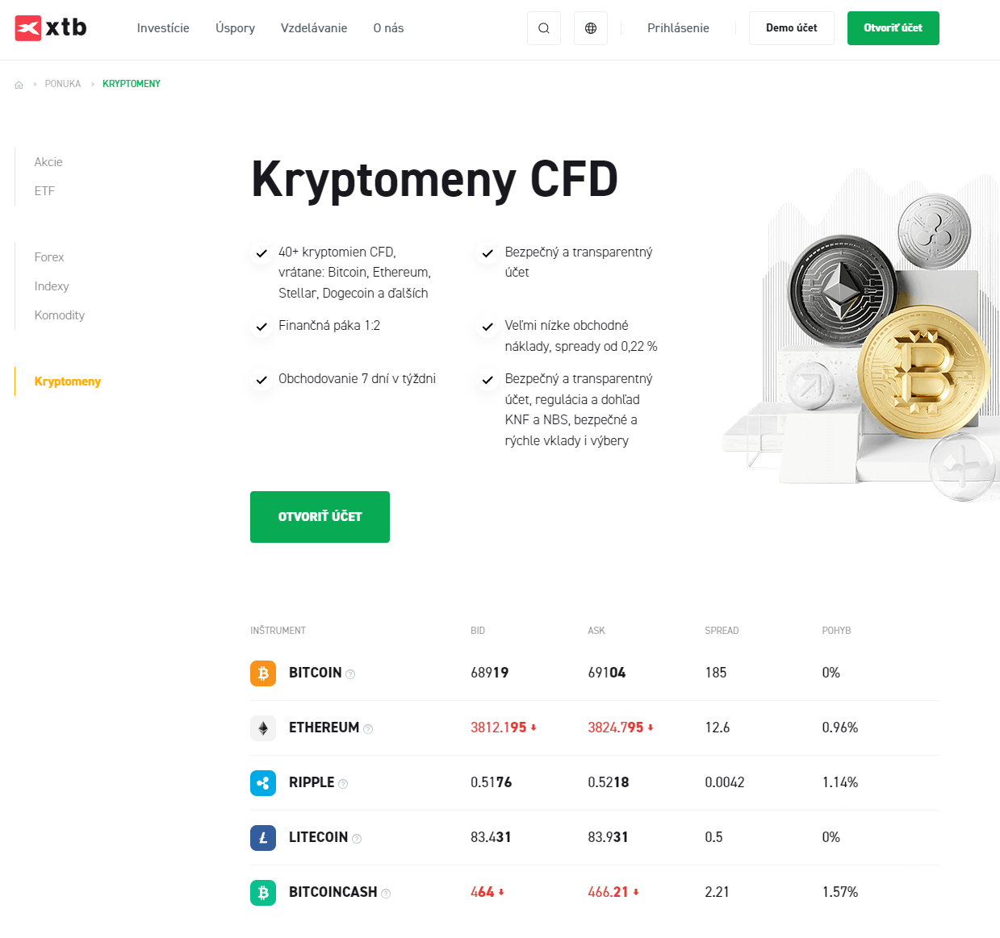 xtb Investície Úspory Vzdelávanie O nás Prihlásenie Demo účet Otvoriť účet
PONUKA KRYPTOMENY
Akcie
ETF
Forex
Indexy
Komodity
Kryptomeny
Kryptomeny CFD
40+ kryptomien CFD,
vrátane: Bitcoin, Ethereum,
Stellar, Dogecoin a ďalších
Bezpečný a transparentný
účet
Finančná páka 1:2
Veľmi nízke obchodné
náklady, spready od 0,22 %
Obchodovanie 7 dní v týždni
Bezpečný a transparentný
účet, regulácia a dohľad
KNF a NBS, bezpečné a
rýchle vklady i výbery
OTVORIŤ ÚČET
INŠTRUMENT BID ASK SPREAD POHYB
BITCOIN 68919 69104 185 0%
ETHEREUM 3812.195 3824.795 12.6 0.96%
RIPPLE 0.5176 0.5218 0.0042 1.14%
LITECOIN 83.431 83.931 0.5 0%
BITCOINCASH 464 466.21 2.21 1.57%